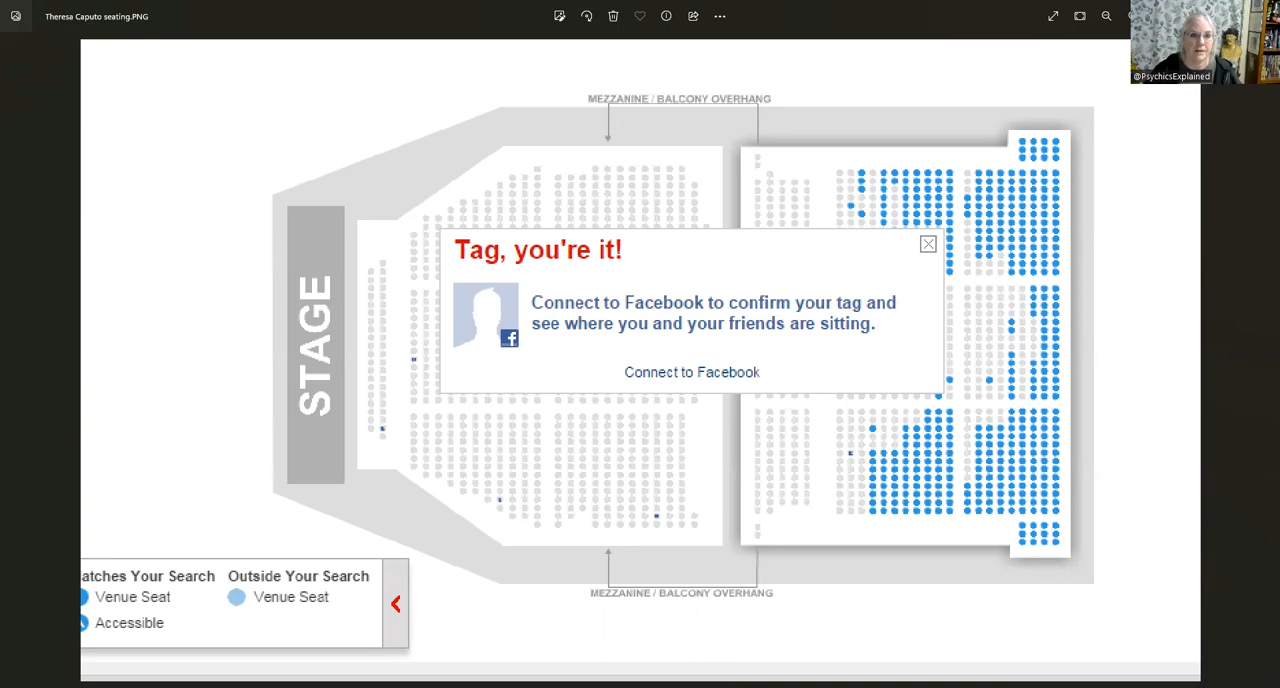 Theresa Caputo seating.PNG
@PsychicsExplained
MEZZANINE / BALCONY OVERHANG
STAGE
Tag, you're it!
Connect to Facebook to confirm your tag and
see where you and your friends are sitting.
Connect to Facebook
atches Your Search
Outside Your Search
Venue Seat
Venue Seat
Accessible
MEZZANINE / BALCONY OVERHANG